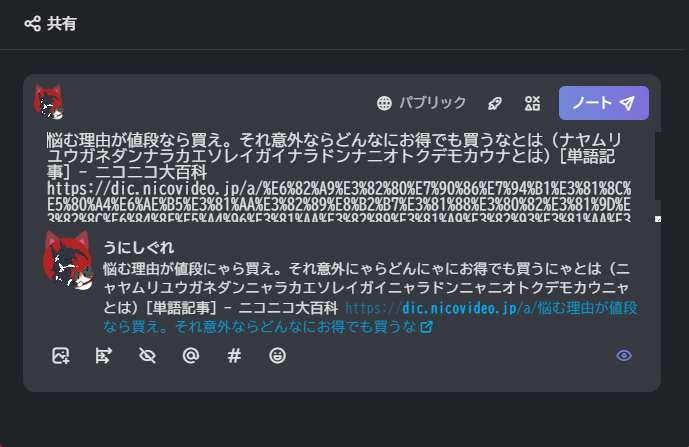 共有
パブリック
ノート
悩む理由が値段なら買え。それ意外ならどんなにお得でも買うなとは (ナヤムリ
ユウガネダンナラカエソレイガイナラドンナニオトクデモカウナとは) [単語記
事] - ニコニコ大百科
https://dic.nicovideo.jp/a/%E6%82%A9%E3%82%80%E7%90%86%E7%94%B1%E3%81%8C%
E5%80%A4%E6%AE%B5%E3%81%AA%E3%82%89%E8%B2%B7%E3%81%88%E3%80%82%E3%81%9D%E
3%82%8C%E6%84%8F%E5%A4%96%E3%81%AA%E3%82%89%E3%81%A9%E3%82%93%E3%81%AA%E3
うにしぐれ
悩む理由が値段にゃら買え。それ意外にゃらどんにゃにお得でも買うにゃとは (ニ
ャヤムリユウガネダンニャラカエソレイガイニャラドンニャニオトクデモカウニャ
とは) [単語記事] - ニコニコ大百科 https://dic.nicovideo.jp/a/悩む理由が値段
なら買え。それ意外ならどんなにお得でも買うな